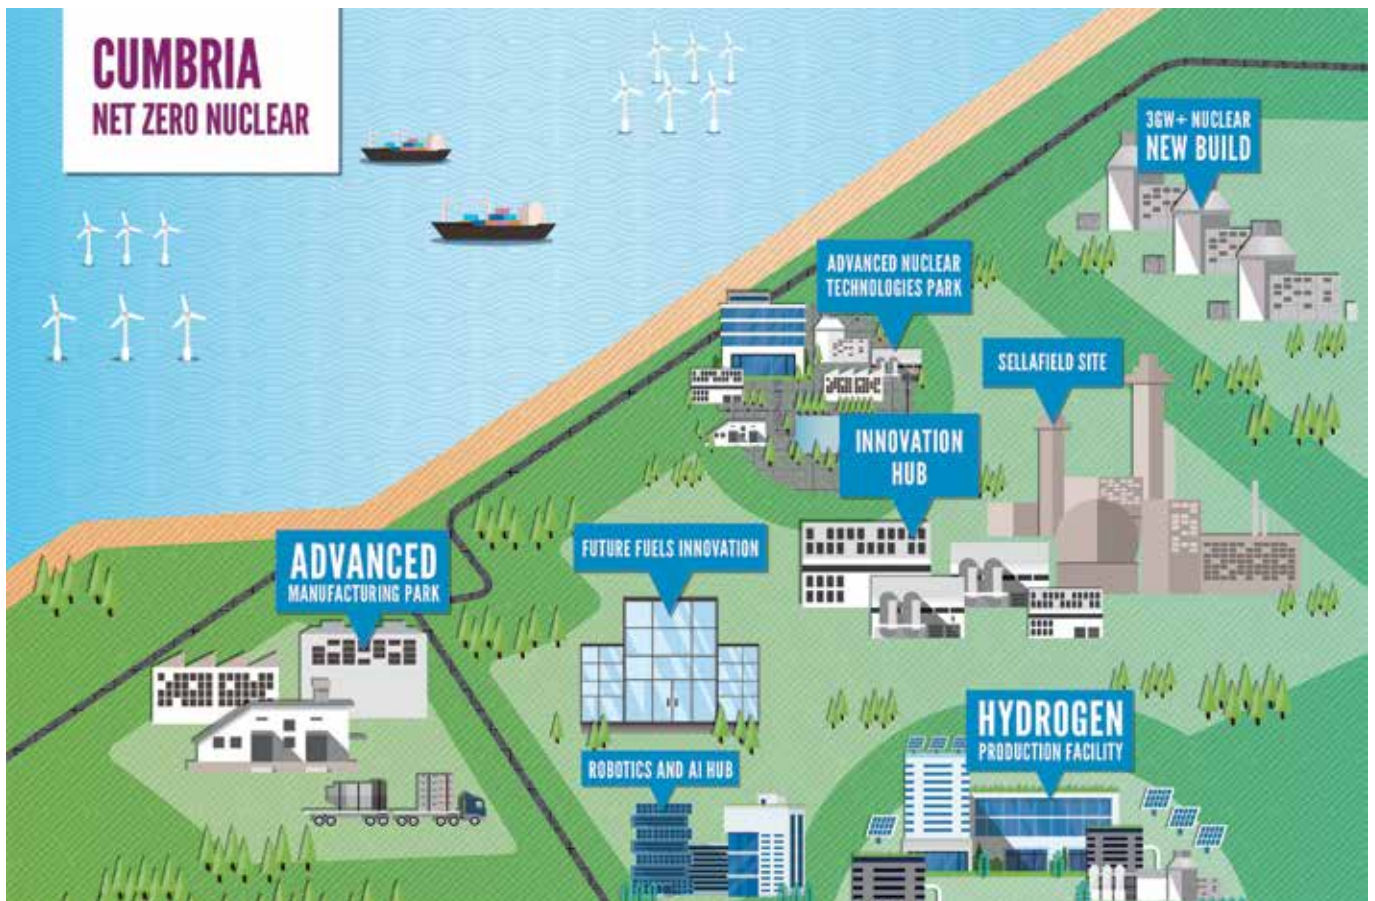 CUMBRIA
NET ZERO NUCLEAR
3GW+ NUCLEAR
NEW BUILD
ADVANCED NUCLEAR
TECHNOLOGIES PARK
SELLAFIELD SITE
INNOVATION
HUB
FUTURE FUELS INNOVATION
ADVANCED
MANUFACTURING PARK
HYDROGEN
PRODUCTION FACILITY
ROBOTICS AND AI HUB